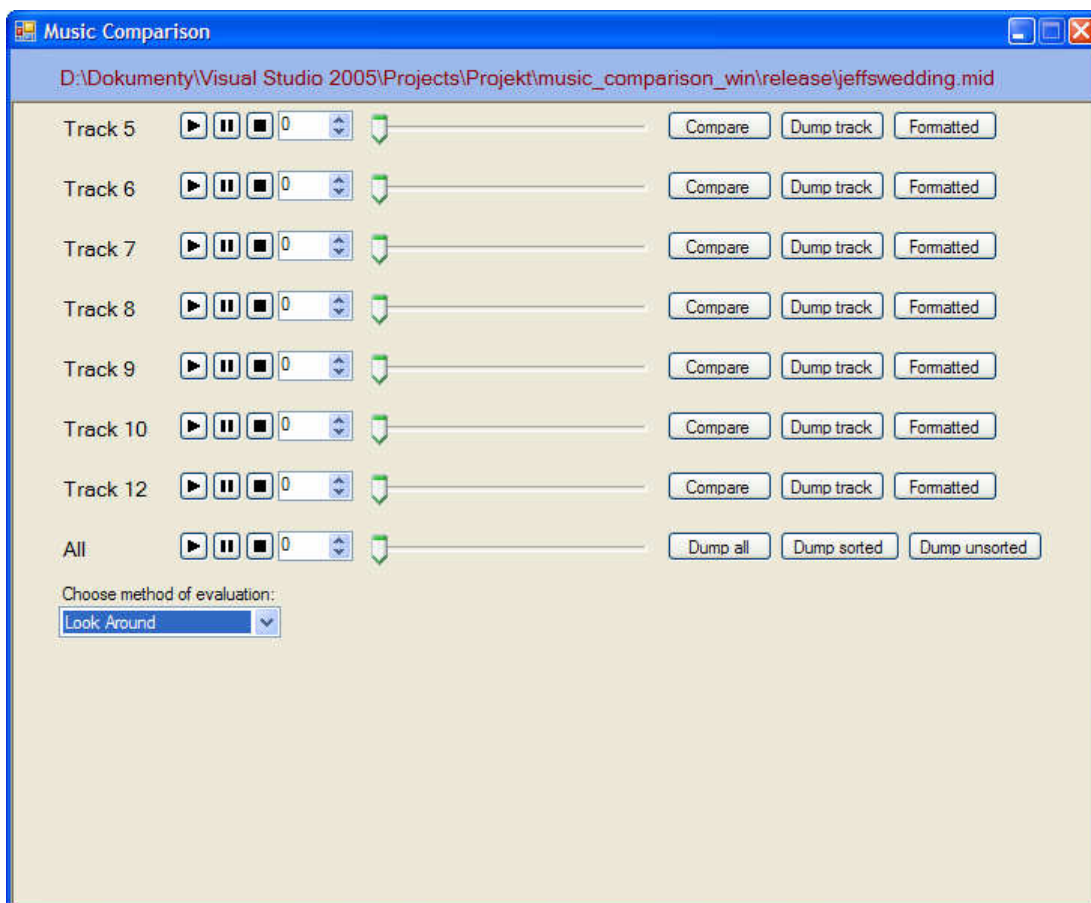 Music Comparison
D:\Dokumenty\Visual Studio 2005\Projects\Projekt\music_comparison_win\release\jeffswedding.mid
Track 5 0 Compare Dump track Formatted
Track 6 0 Compare Dump track Formatted
Track 7 0 Compare Dump track Formatted
Track 8 0 Compare Dump track Formatted
Track 9 0 Compare Dump track Formatted
Track 10 0 Compare Dump track Formatted
Track 12 0 Compare Dump track Formatted
All 0 Dump all Dump sorted Dump unsorted
Choose method of evaluation:
Look Around